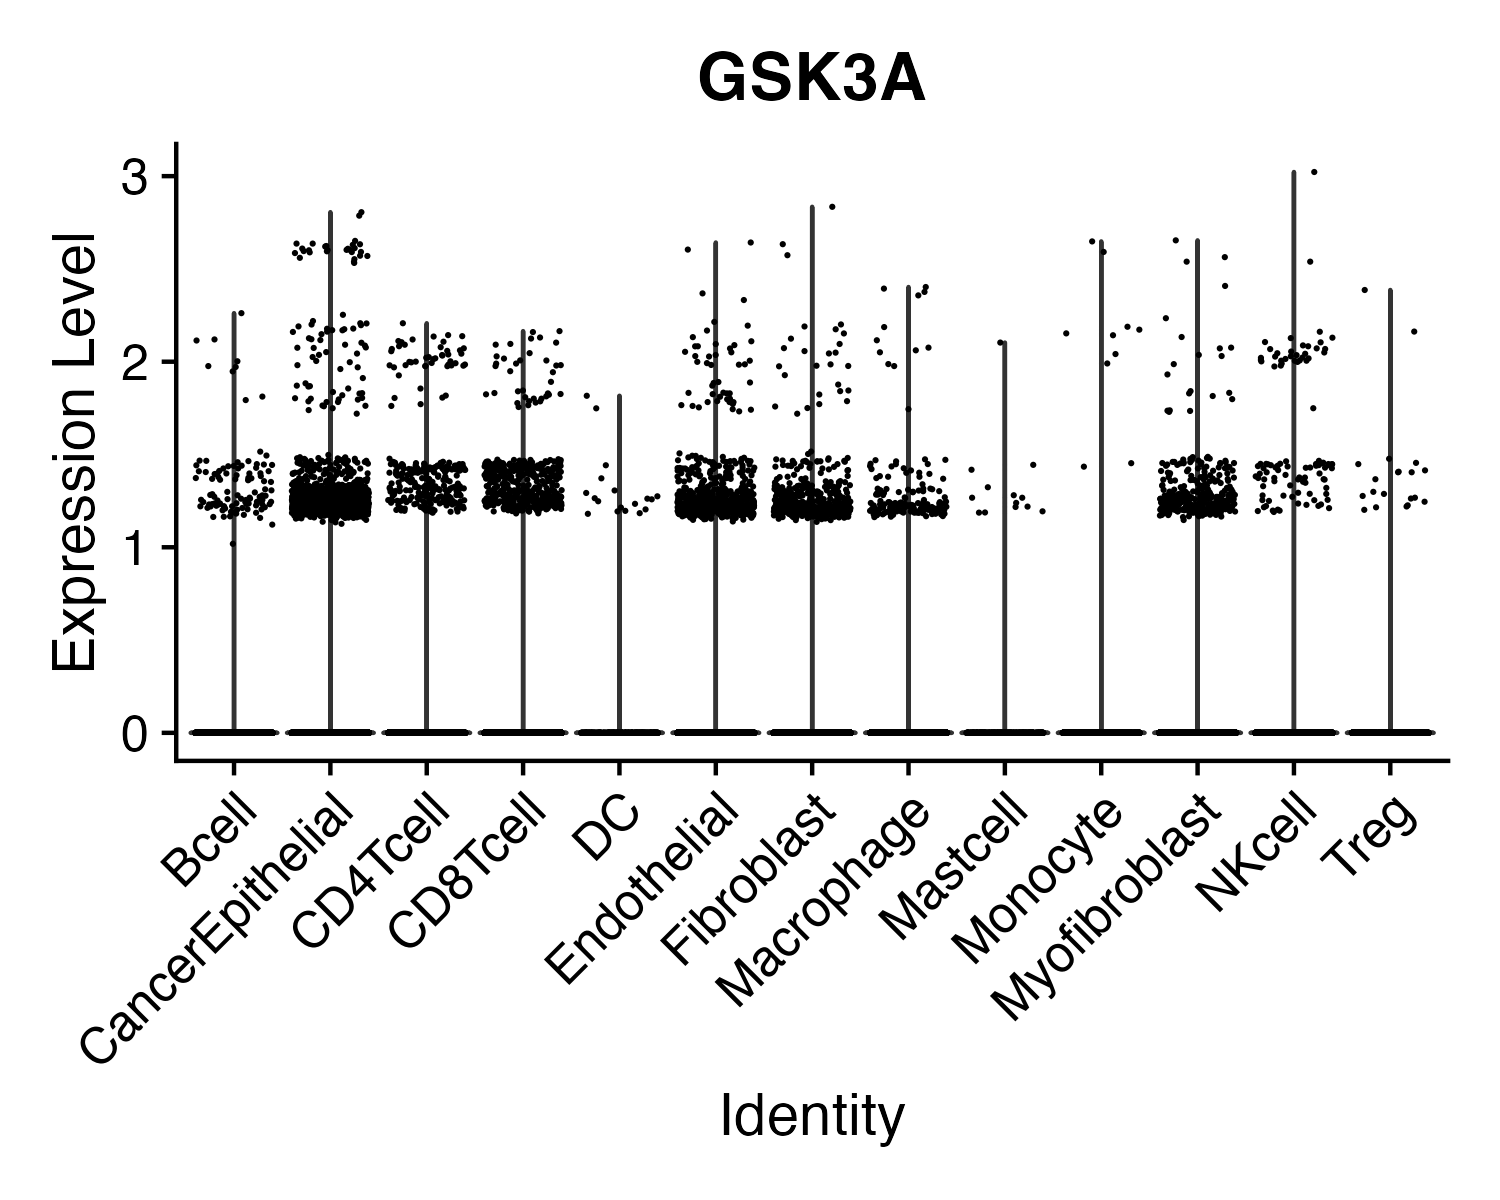 GSK3A
Expression Level
3
2
1
0
Bcell
CancerEpithelial
CD4Tcell
CD8Tcell
DC
Endothelial
Fibroblast
Macrophage
Mastcell
Monocyte
Myofibroblast
NKcell
Treg
Identity